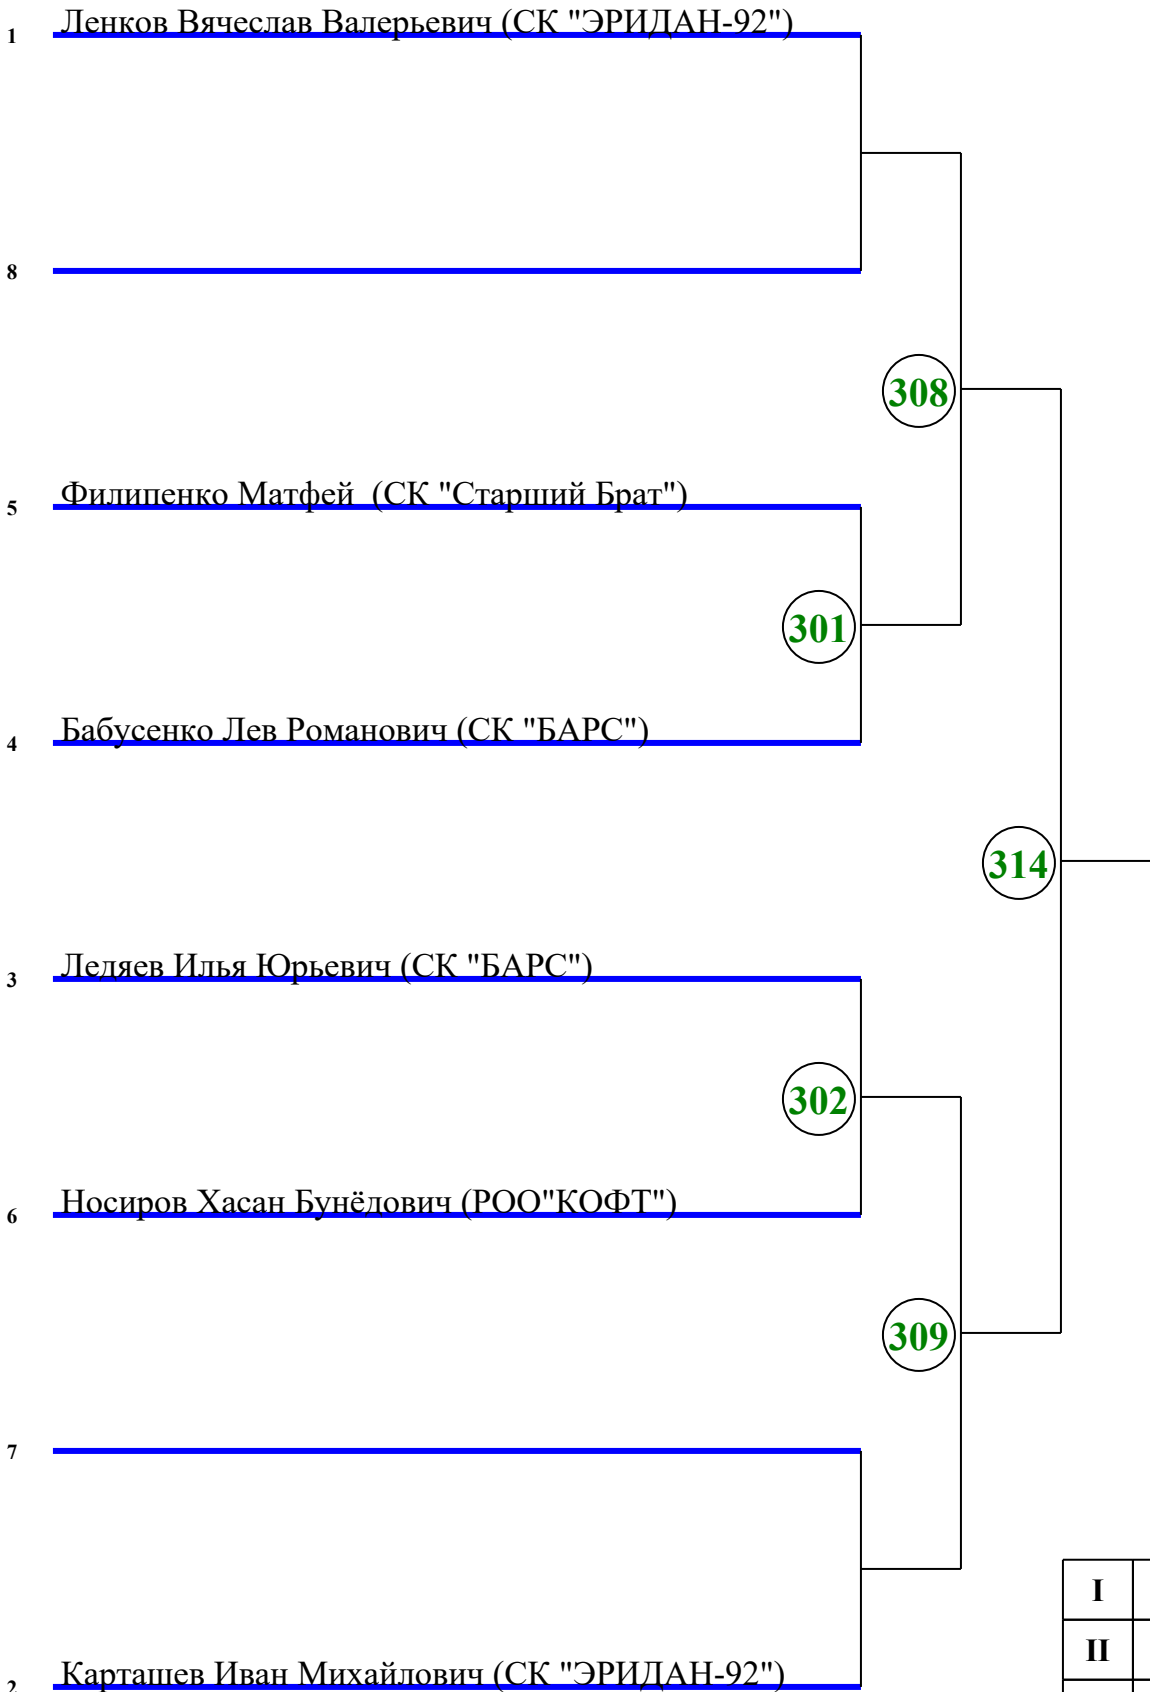 1 Ленков Вячеслав Валерьевич (СК "ЭРИДАН-92")
8
308
5 Филипенко Матфей (СК "Старший Брат")
301
4 Бабусенко Лев Романович (СК "БАРС")
314
3 Ледяев Илья Юрьевич (СК "БАРС")
302
6 Носиров Хасан Бунёдович (РОО"КОФТ")
309
7
I
II
2 Карташев Иван Михайлович (СК "ЭРИДАН-92")